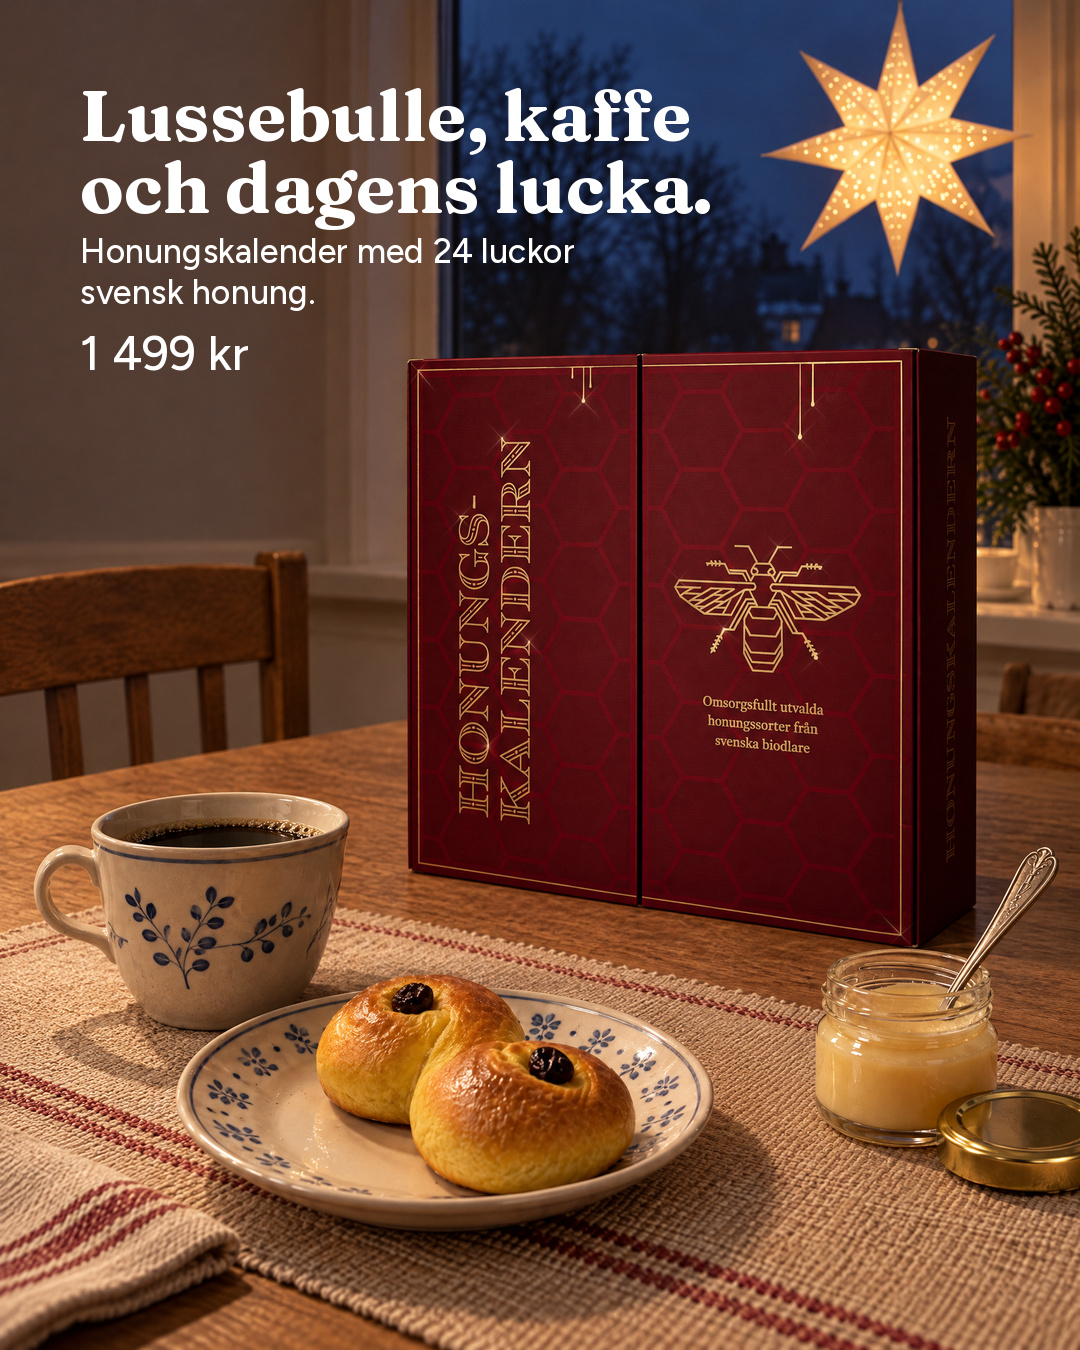 Lussebulle, kaffe
och dagens lucka.
Honungskalender med 24 luckor
svensk honung.
1 499 kr
HONUNGS-
KALENDERN
Omsorgsfullt utvalda
honungssorter från
svenska biodlare
HONUNGSKALENDERN